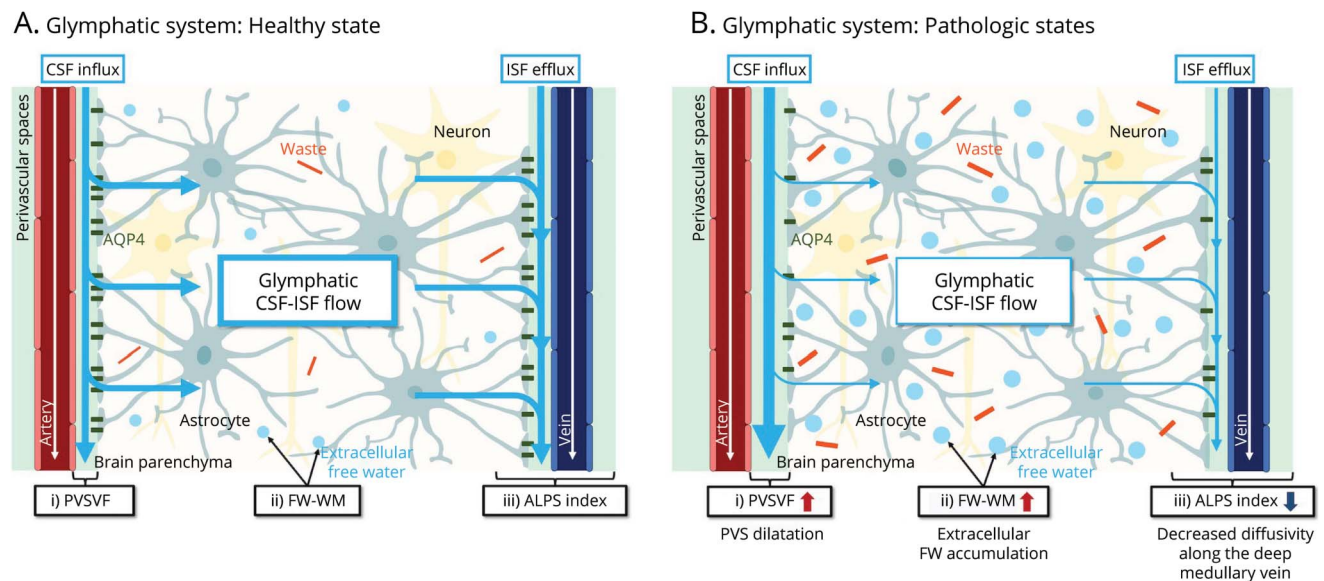 A. Glymphatic system: Healthy state
CSF influx
ISF efflux
Perivascular spaces
Neuron
Waste
AQP4
Glymphatic
CSF-ISF flow
Artery
Astrocyte
Vein
Brain parenchyma
Extracellular
free water
i) PVSVF
ii) FW-WM
iii) ALPS index
B. Glymphatic system: Pathologic states
CSF influx
ISF efflux
Perivascular spaces
Neuron
Waste
AQP4
Glymphatic
CSF-ISF flow
Artery
Astrocyte
Vein
Brain parenchyma
Extracellular
free water
i) PVSVF
ii) FW-WM
iii) ALPS index
PVS dilatation
Extracellular
FW accumulation
Decreased diffusivity
along the deep
medullary vein